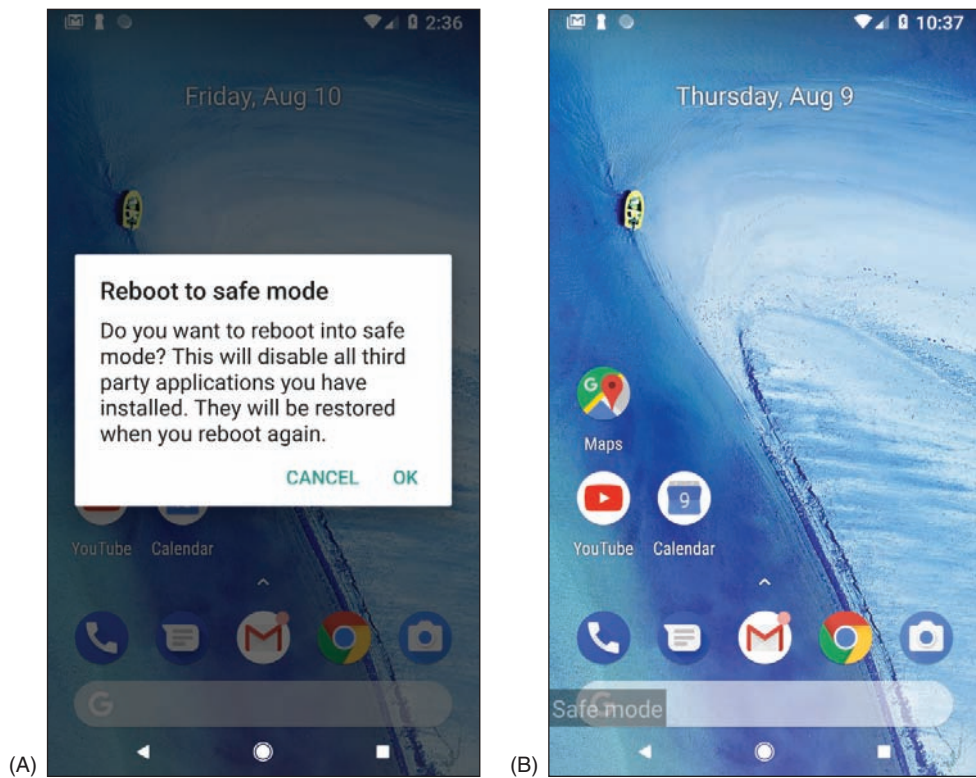 2:36
Friday, Aug 10
Reboot to safe mode
Do you want to reboot into safe
mode? This will disable all third
party applications you have
installed. They will be restored
when you reboot again.
CANCEL OK
YouTube Calendar
G
(A)
10:37
Thursday, Aug 9
G
Maps
9
YouTube Calendar
G
Safe mode
(B)